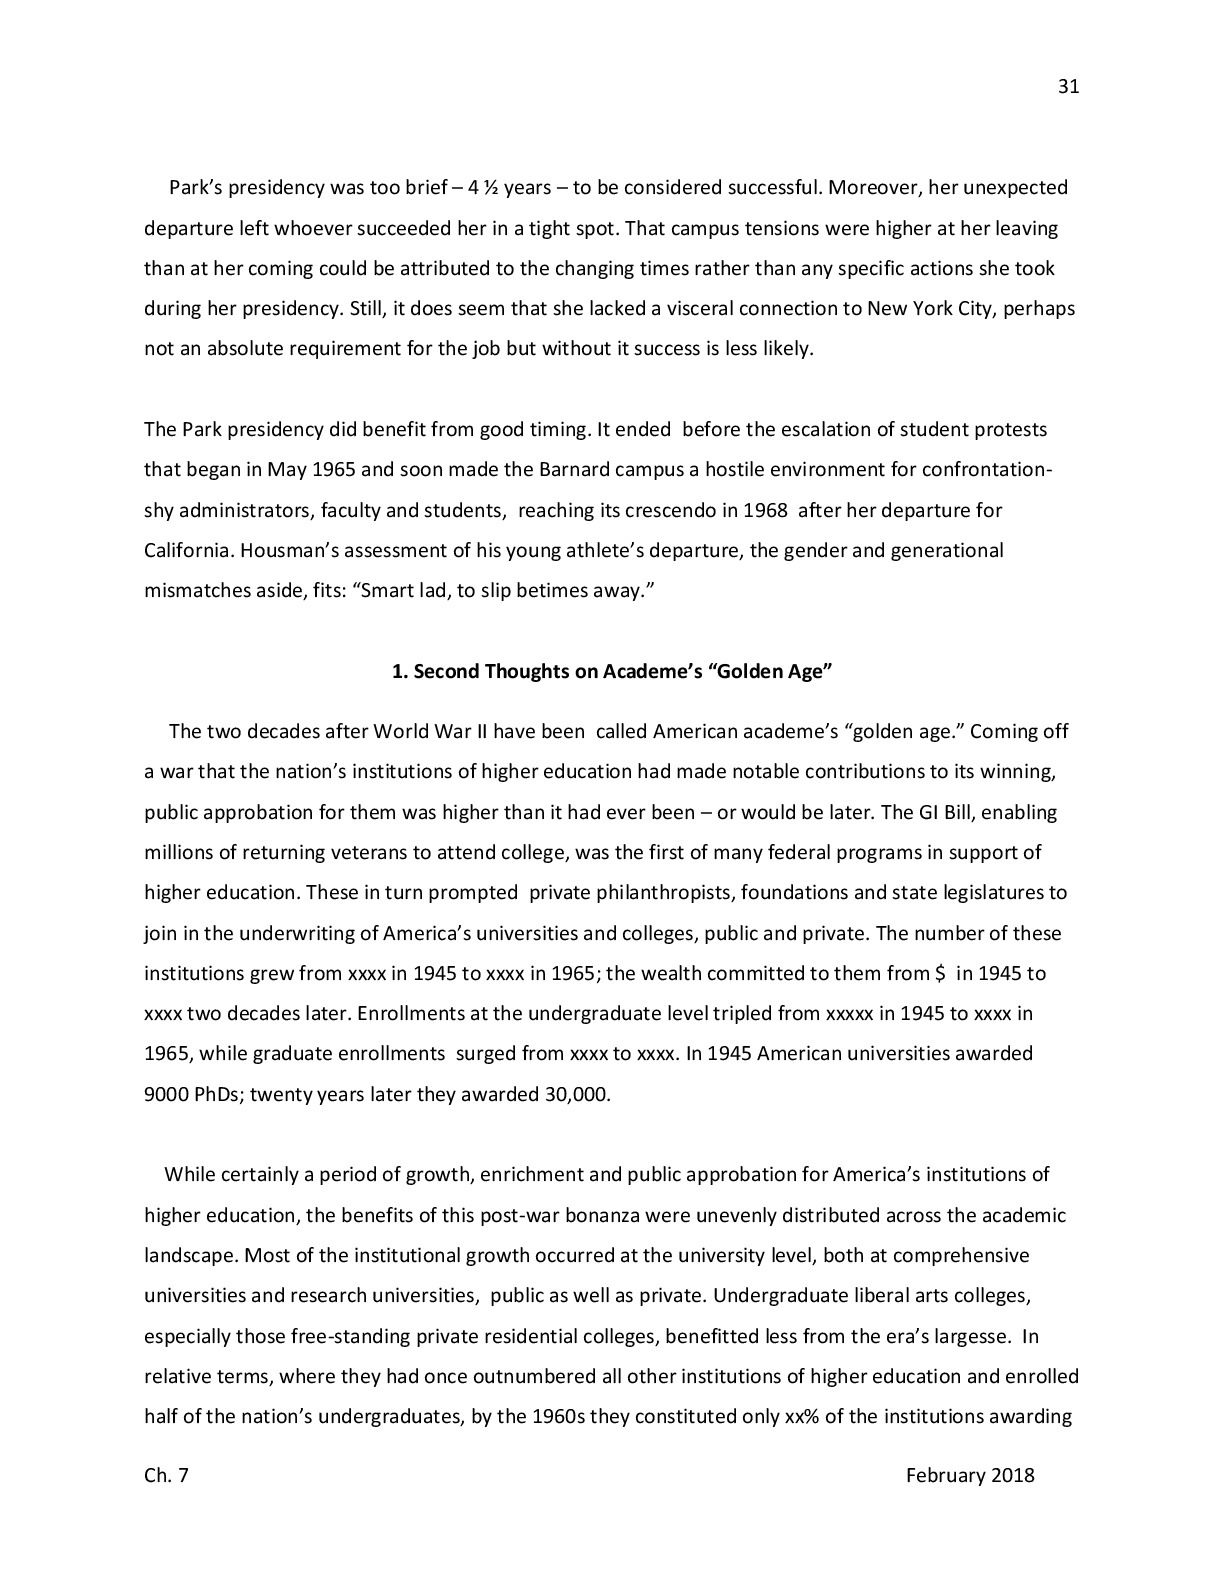 31
Park’s presidency was too brief – 4 ½ years – to be considered successful. Moreover, her unexpected
departure left whoever succeeded her in a tight spot. That campus tensions were higher at her leaving
than at her coming could be attributed to the changing times rather than any specific actions she took
during her presidency. Still, it does seem that she lacked a visceral connection to New York City, perhaps
not an absolute requirement for the job but without it success is less likely.
The Park presidency did benefit from good timing. It ended before the escalation of student protests
that began in May 1965 and soon made the Barnard campus a hostile environment for confrontation-
shy administrators, faculty and students, reaching its crescendo in 1968 after her departure for
California. Housman’s assessment of his young athlete’s departure, the gender and generational
mismatches aside, fits: “Smart lad, to slip betimes away.”
1. Second Thoughts on Academe’s “Golden Age”
The two decades after World War II have been called American academe’s “golden age.” Coming off
a war that the nation’s institutions of higher education had made notable contributions to its winning,
public approbation for them was higher than it had ever been – or would be later. The GI Bill, enabling
millions of returning veterans to attend college, was the first of many federal programs in support of
higher education. These in turn prompted private philanthropists, foundations and state legislatures to
join in the underwriting of America’s universities and colleges, public and private. The number of these
institutions grew from xxxx in 1945 to xxxx in 1965; the wealth committed to them from $ in 1945 to
xxxx two decades later. Enrollments at the undergraduate level tripled from xxxxx in 1945 to xxxx in
1965, while graduate enrollments surged from xxxx to xxxx. In 1945 American universities awarded
9000 PhDs; twenty years later they awarded 30,000.
While certainly a period of growth, enrichment and public approbation for America’s institutions of
higher education, the benefits of this post-war bonanza were unevenly distributed across the academic
landscape. Most of the institutional growth occurred at the university level, both at comprehensive
universities and research universities, public as well as private. Undergraduate liberal arts colleges,
especially those free-standing private residential colleges, benefitted less from the era’s largesse. In
relative terms, where they had once outnumbered all other institutions of higher education and enrolled
half of the nation’s undergraduates, by the 1960s they constituted only xx% of the institutions awarding
Ch. 7 February 2018